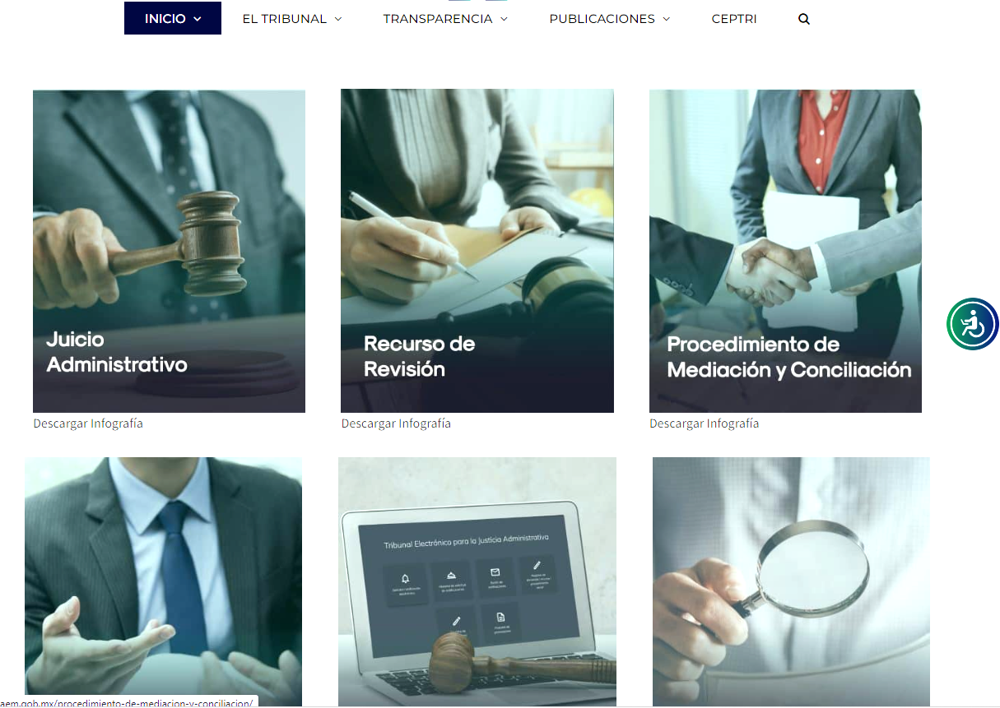 INICIO
EL TRIBUNAL
TRANSPARENCIA
PUBLICACIONES
CEPTRI
Juicio
Administrativo
Recurso de
Revisión
Procedimiento de
Mediación y Conciliación
Descargar Infografía
Descargar Infografía
Descargar Infografía
Tribunal Electrónico para la Justicia Administrativa
aem.gob.mx/procedimiento-de-mediacion-y-conciliacion/